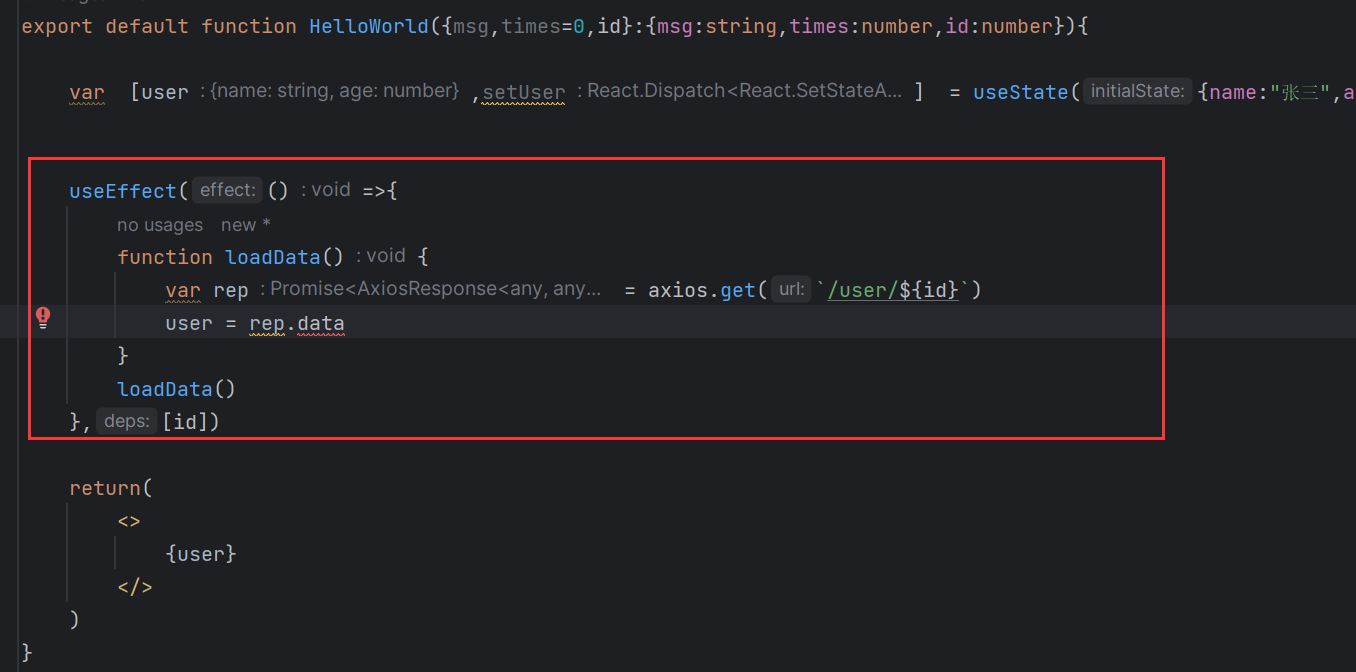 export default function HelloWorld({msg,times=0,id}:{msg:string,times:number,id:number}){
var [user : {name: string, age: number} ,setUser : React.Dispatch<React.SetStateA... ] = useState( initialState: {name:"张三",a
useEffect( effect: () : void =>{
no usages new *
function loadData() : void {
var rep : Promise<AxiosResponse<any, any... = axios.get( url: `/user/${id}`)
user = rep.data
}
loadData()
}, deps: [id])
return(
<>
{user}
</>
)
}